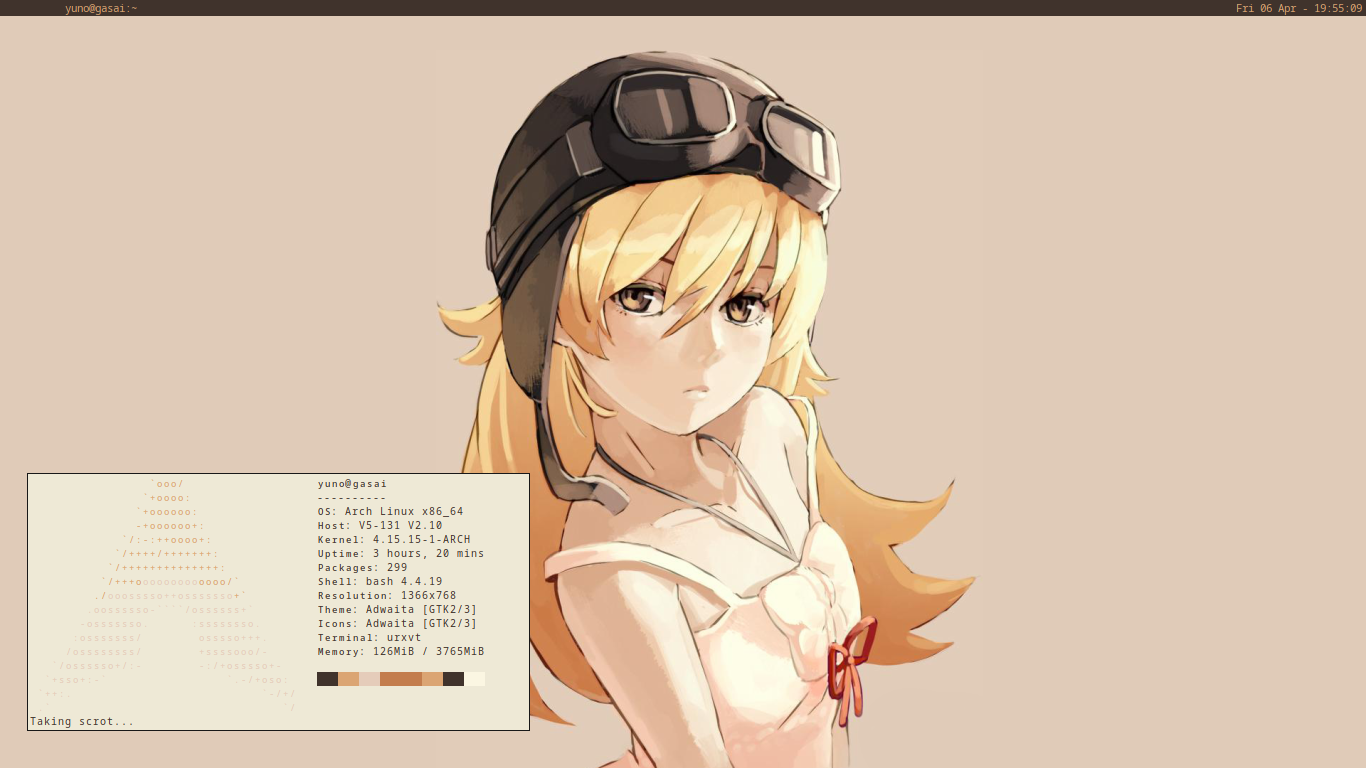 yuno@gasai:~
Fri 06 Apr - 19:55:09
yuno@gasai
----------
OS: Arch Linux x86_64
Host: V5-131 V2.10
Kernel: 4.15.15-1-ARCH
Uptime: 3 hours, 20 mins
Packages: 299
Shell: bash 4.4.19
Resolution: 1366x768
Theme: Adwaita [GTK2/3]
Icons: Adwaita [GTK2/3]
Terminal: urxvt
Memory: 126MiB / 3765MiB
Taking scrot...